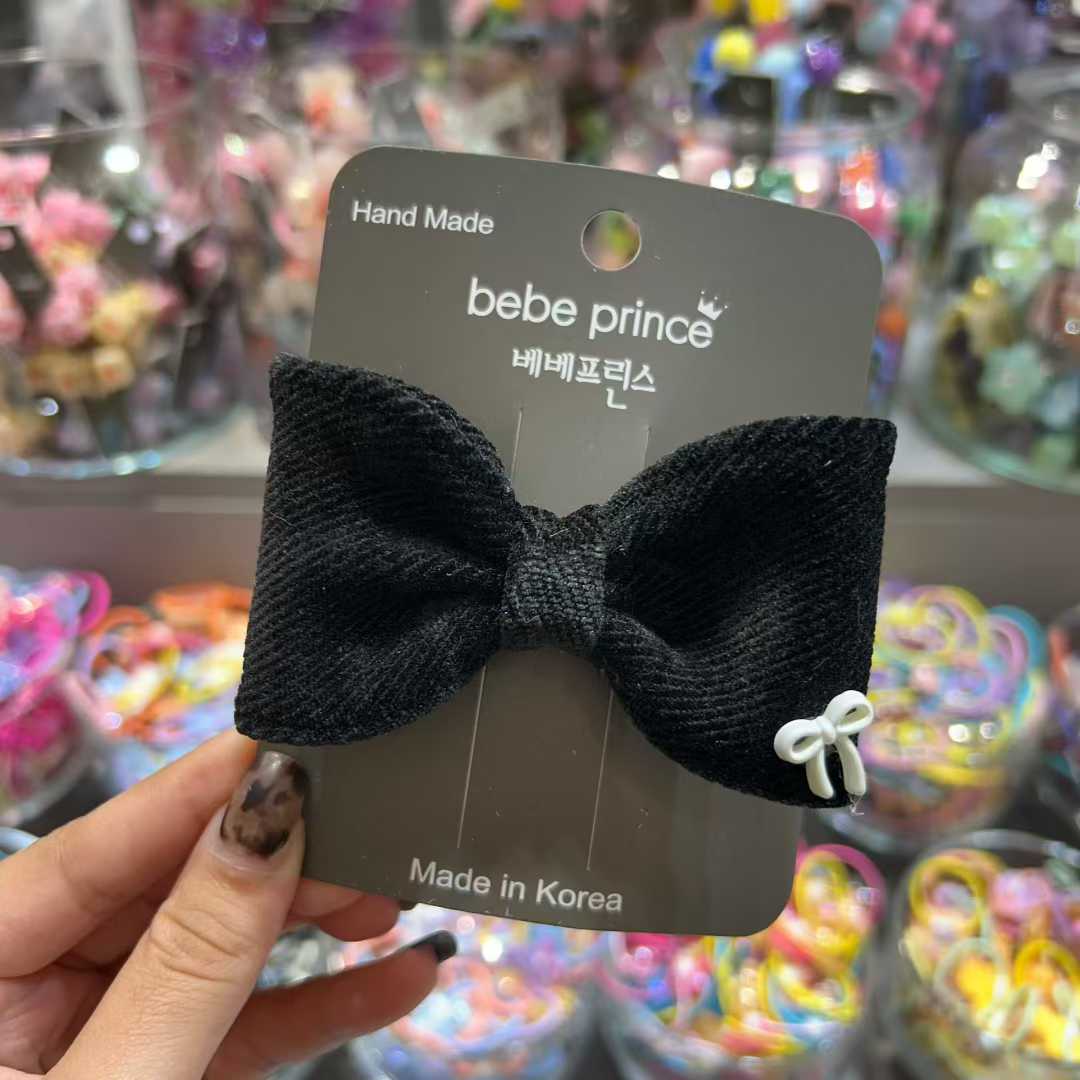 Hand Made
bebe prince
베베프린스
Made in Korea